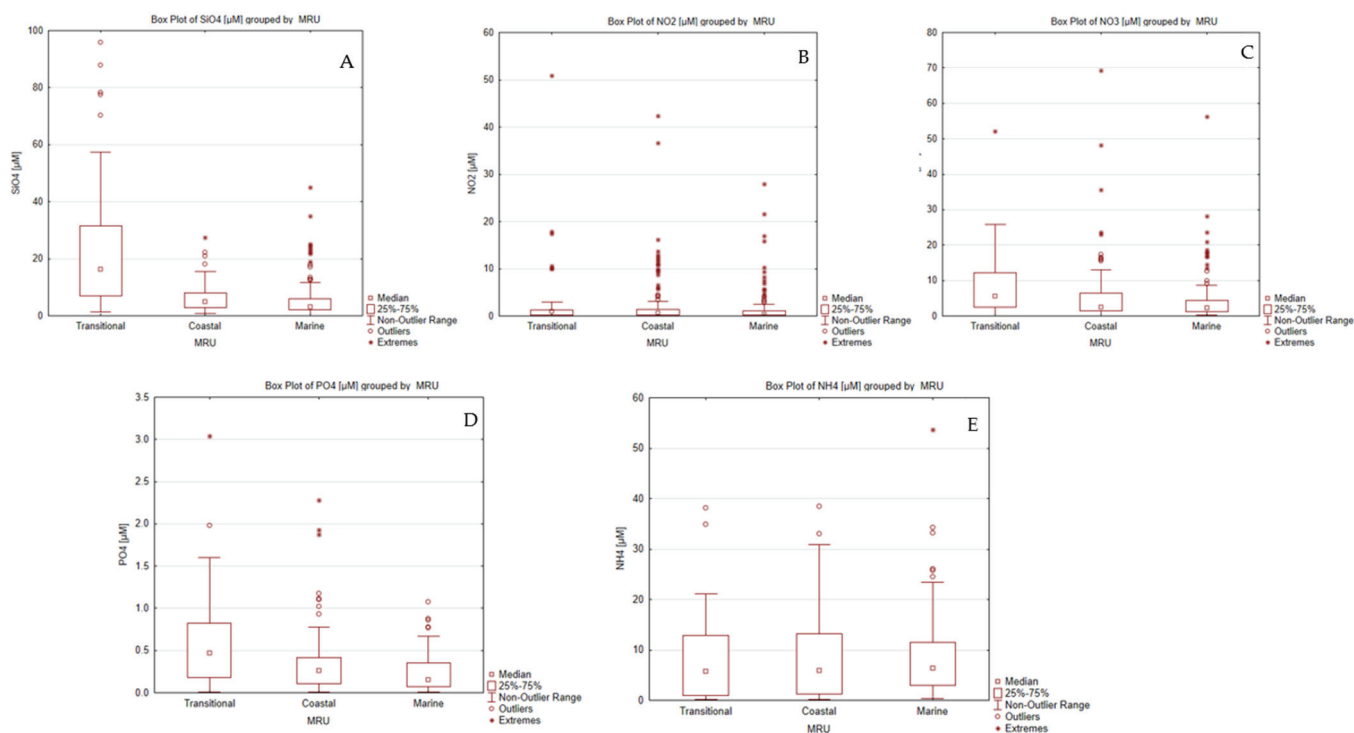 Box Plot of SiO4 [µM] grouped by MRU
A
100
80
60
40
20
0
SiO4 [µM]
Transitional Coastal Marine
MRU
Median
25%-75%
Non-Outlier Range
Outliers
Extremes
Box Plot of NO2 [µM] grouped by MRU
B
60
50
40
30
20
10
0
NO2 [µM]
Transitional Coastal Marine
MRU
Median
25%-75%
Non-Outlier Range
Outliers
Extremes
Box Plot of NO3 [µM] grouped by MRU
C
80
70
60
50
40
30
20
10
0
Transitional Coastal Marine
MRU
Median
25%-75%
Non-Outlier Range
Outliers
Extremes
Box Plot of PO4 [µM] grouped by MRU
D
3.5
3.0
2.5
2.0
1.5
1.0
0.5
0.0
PO4 [µM]
Transitional Coastal Marine
MRU
Median
25%-75%
Non-Outlier Range
Outliers
Extremes
Box Plot of NH4 [µM] grouped by MRU
E
60
50
40
30
20
10
0
NH4 [µM]
Transitional Coastal Marine
MRU
Median
25%-75%
Non-Outlier Range
Outliers
Extremes